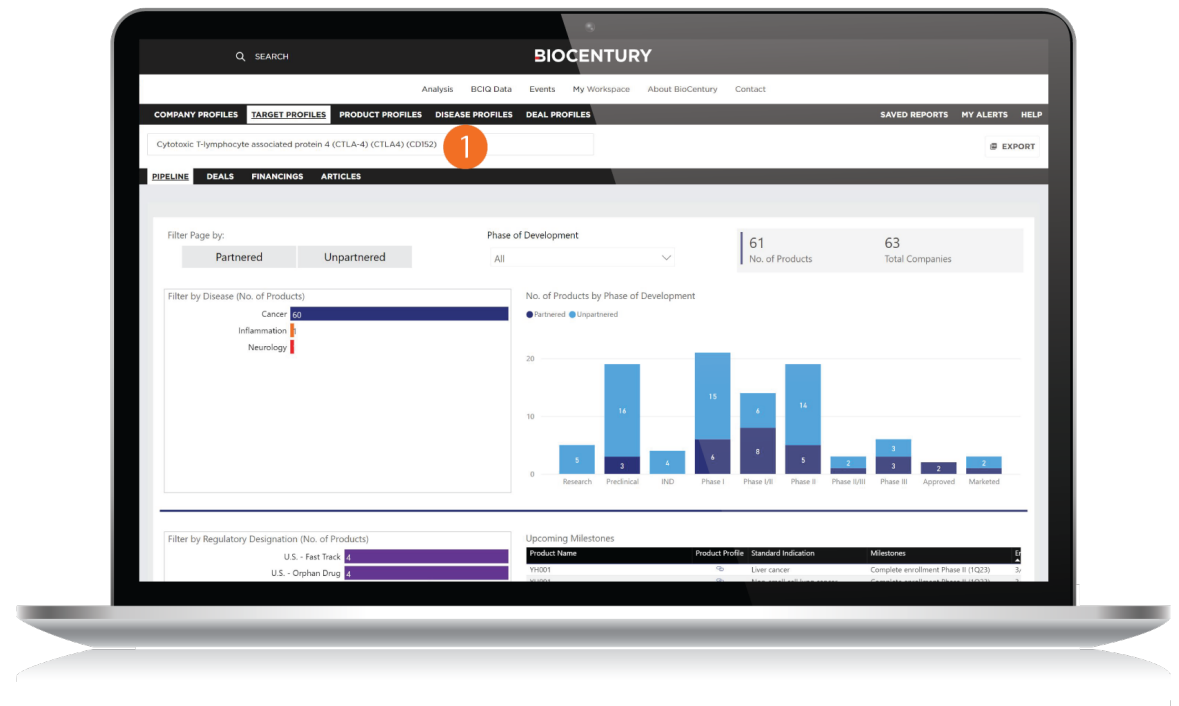 SEARCH
BIOCENTURY
Analysis BCIQ Data Events My Workspace About BioCentury Contact
COMPANY PROFILES TARGET PROFILES PRODUCT PROFILES DISEASE PROFILES DEAL PROFILES SAVED REPORTS MY ALERTS HELP
Cytotoxic T-lymphocyte associated protein 4 (CTLA-4) (CTLA4) (CD152)
1
EXPORT
PIPELINE DEALS FINANCINGS ARTICLES
Filter Page by:
Partnered Unpartnered
Phase of Development
All
61
No. of Products
63
Total Companies
Filter by Disease (No. of Products)
Cancer 60
Inflammation 1
Neurology
No. of Products by Phase of Development
Partnered Unpartnered
20
10
0
5
16
3
4
15
6
6
8
14
5
2
3
3
2
2
Research Preclinical IND Phase I Phase I/II Phase II Phase II/III Phase III Approved Marketed
Filter by Regulatory Designation (No. of Products)
U.S. - Fast Track 4
U.S. - Orphan Drug 4
Upcoming Milestones
Product Name Product Profile Standard Indication Milestones
YH001 Liver cancer Complete enrollment Phase II (1Q23)